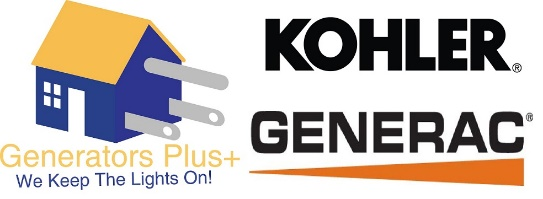 Generators Plus+
We Keep The Lights On!
KOHLER®
GENERAC®